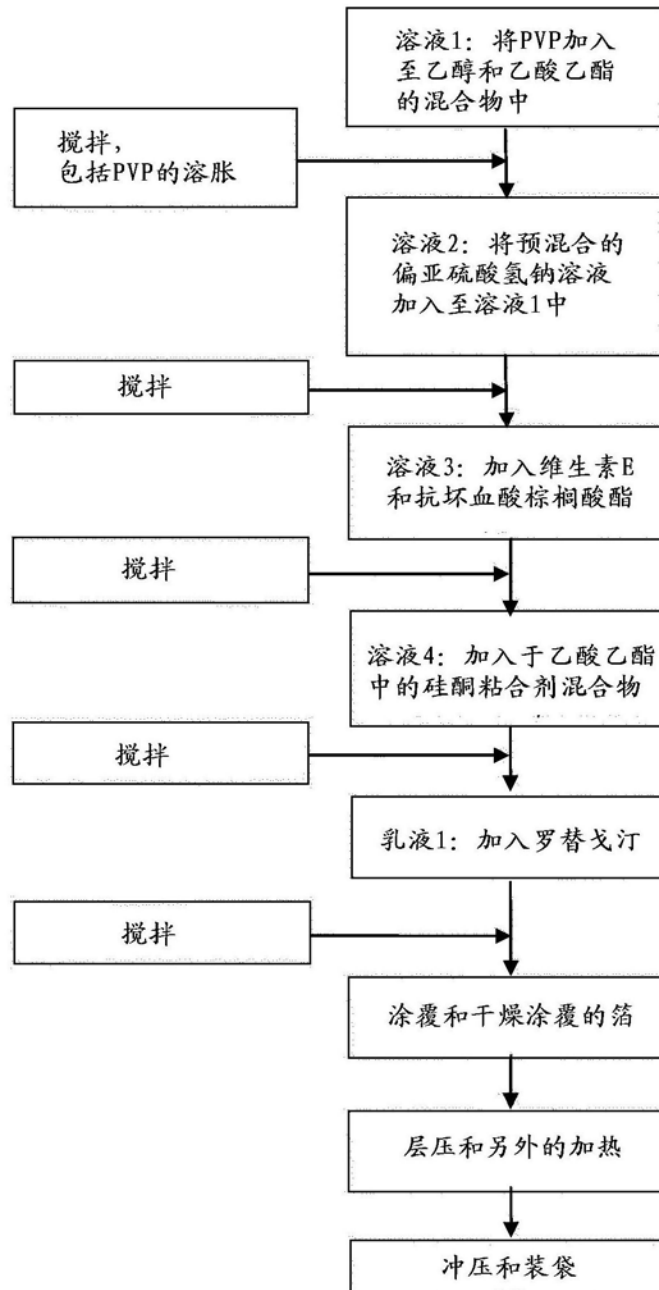 溶液1：将PVP加入
至乙醇和乙酸乙酯
的混合物中
搅拌，
包括PVP的溶胀
溶液2：将预混合的
偏亚硫酸氢钠溶液
加入至溶液1中
搅拌
溶液3：加入维生素E
和抗坏血酸棕榈酸酯
搅拌
溶液4：加入于乙酸乙酯
中的硅酮粘合剂混合物
搅拌
乳液1：加入罗替戈汀
搅拌
涂覆和干燥涂覆的箔
层压和另外的加热
冲压和装袋